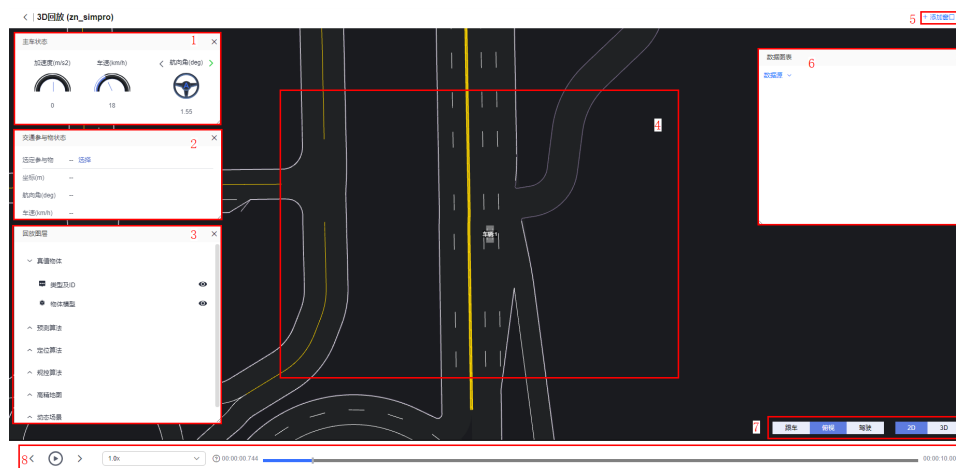 3D回放 (zn_simpro)
5 + 添加窗口
主车状态 1
加速度(m/s2) 车速(km/h) 航向角(deg)
0 18 1.55
交通参与物状态 2
选定参与物 -- 选择
坐标(m) --
航向角(deg) --
车速(km/h) --
回放图层 3
真值物体
类型及ID
物体模型
预测算法
定位算法
规控算法
高精地图
动态场景
4
车辆:1
数据图表 6
数据源
7 跟车 俯视 驾驶 2D 3D
8 1.0x 00:00:00.744 00:00:10.00